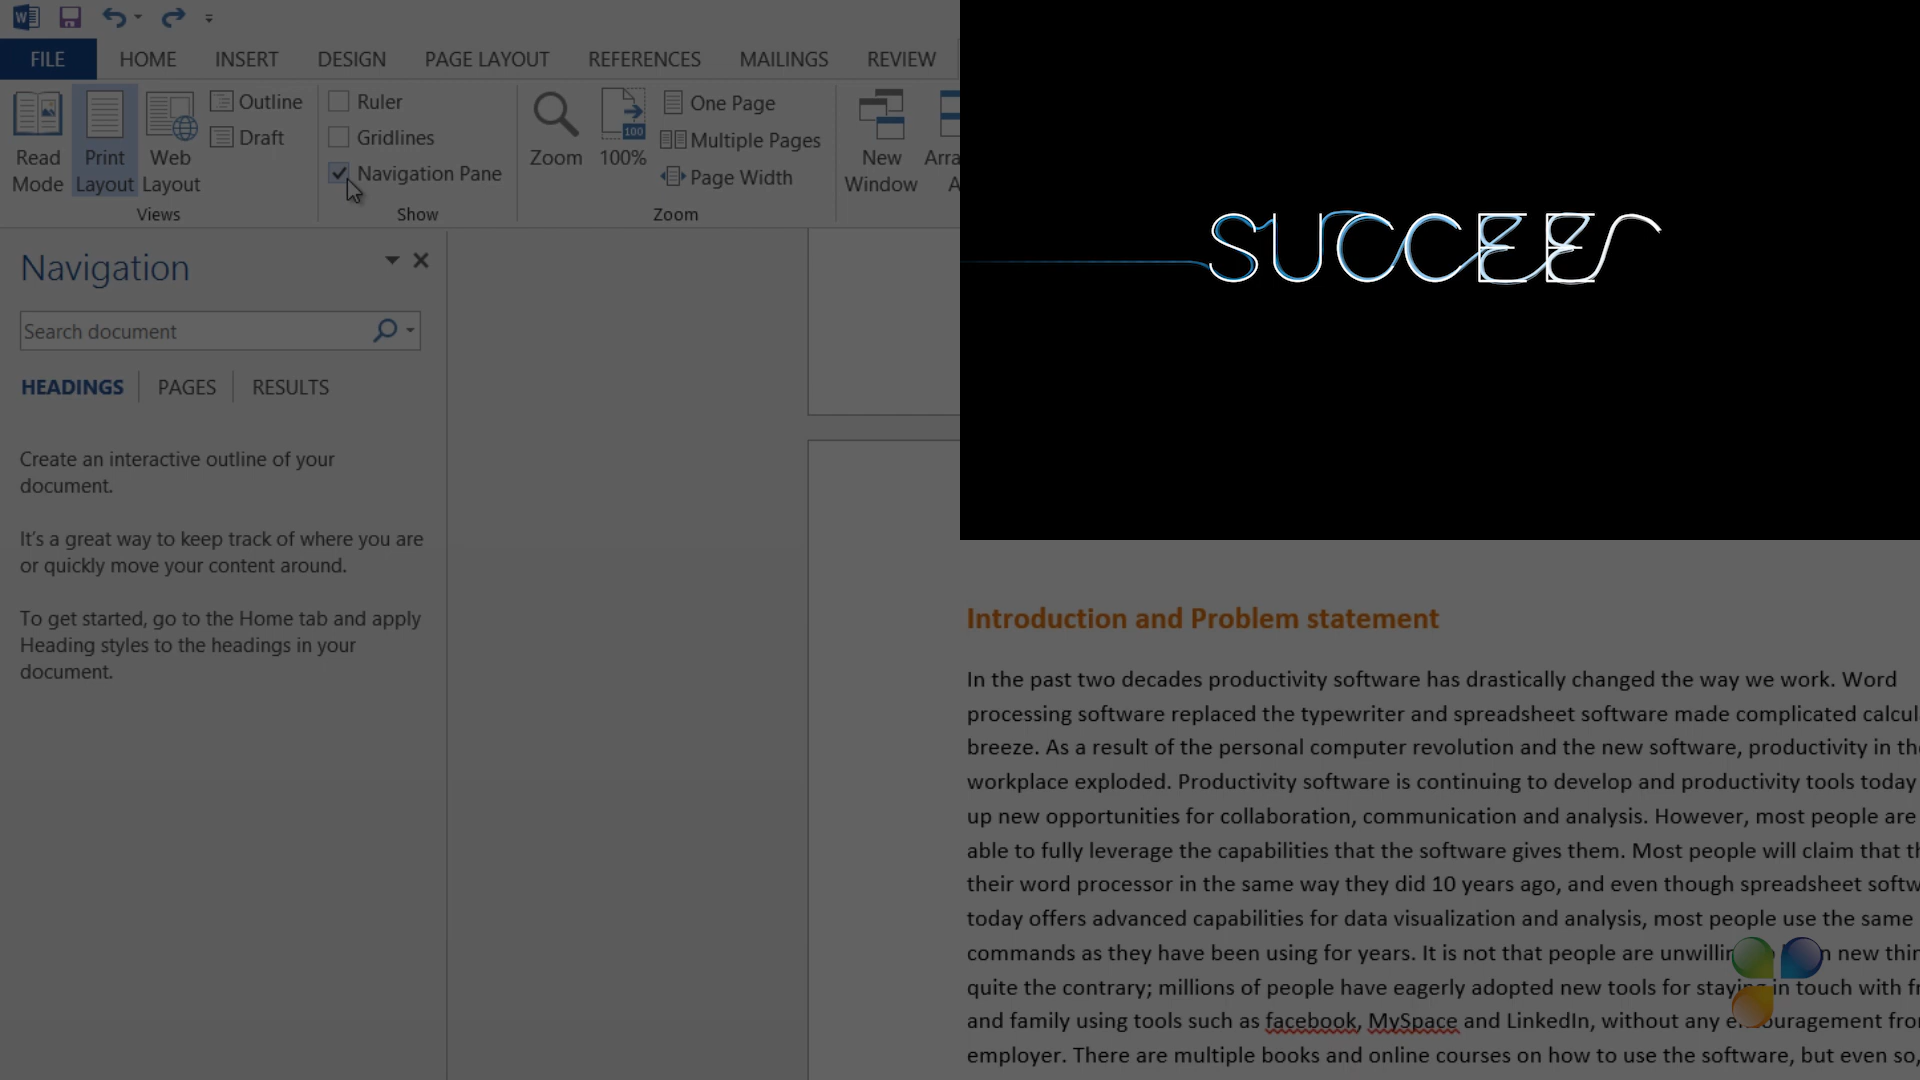 FILE HOME INSERT DESIGN PAGE LAYOUT REFERENCES MAILINGS REVIEW
Read Mode
Print Layout
Web Layout
Outline
Draft
Views
Ruler
Gridlines
Navigation Pane
Show
Zoom
100%
100
One Page
Multiple Pages
Page Width
Zoom
New Window
Navigation
Search document
HEADINGS PAGES RESULTS
Create an interactive outline of your
document.
It's a great way to keep track of where you are
or quickly move your content around.
To get started, go to the Home tab and apply
Heading styles to the headings in your
document.
SUCCEE
Introduction and Problem statement
In the past two decades productivity software has drastically changed the way we work. Word
processing software replaced the typewriter and spreadsheet software made complicated
breeze. As a result of the personal computer revolution and the new software, productivity in
workplace exploded. Productivity software is continuing to develop and productivity tools today
up new opportunities for collaboration, communication and analysis. However, most people are
able to fully leverage the capabilities that the software gives them. Most people will claim that
their word processor in the same way they did 10 years ago, and even though spreadsheet
today offers advanced capabilities for data visualization and analysis, most people use the same
commands as they have been using for years. It is not that people are new
quite the contrary; millions of people have eagerly adopted new tools for in touch with
and family using tools such as facebook, MySpace and LinkedIn, without any
employer. There are multiple books and online courses on how to use the software, but even so,